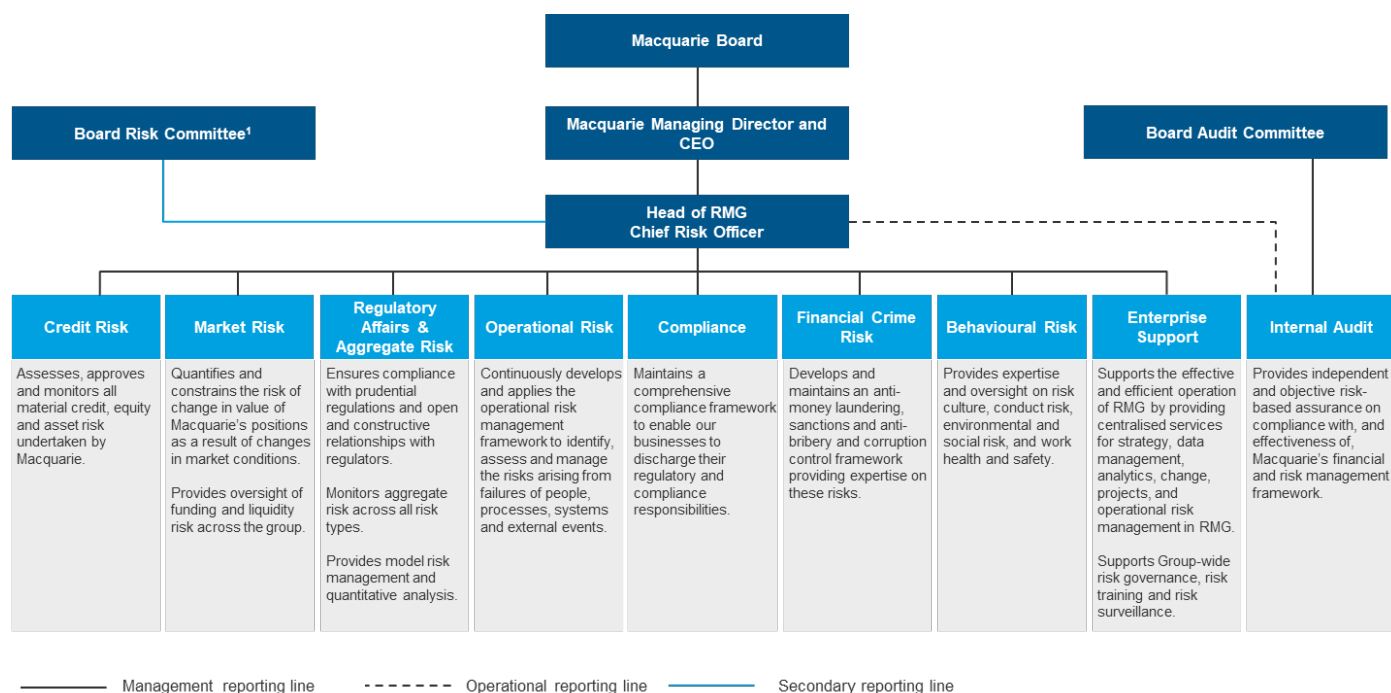 Macquarie Board
Board Risk Committee¹
Macquarie Managing Director and
CEO
Board Audit Committee
Head of RMG
Chief Risk Officer
Credit Risk
Assesses, approves
and monitors all
material credit, equity
and asset risk
undertaken by
Macquarie.
Market Risk
Quantifies and
constrains the risk of
change in value of
Macquarie's positions
as a result of changes
in market conditions.
Provides oversight of
funding and liquidity
risk across the group.
Regulatory
Affairs &
Aggregate Risk
Ensures compliance
with prudential
regulations and open
and constructive
relationships with
regulators.
Monitors aggregate
risk across all risk
types.
Provides model risk
management and
quantitative analysis.
Operational Risk
Continuously develops
and applies the
operational risk
management
framework to identify,
assess and manage
the risks arising from
failures of people,
processes, systems
and external events.
Compliance
Maintains a
comprehensive
compliance framework
to enable our
businesses to
discharge their
regulatory and
compliance
responsibilities.
Financial Crime
Risk
Develops and
maintains an anti-
money laundering,
sanctions and anti-
bribery and corruption
control framework
providing expertise on
these risks.
Behavioural Risk
Provides expertise
and oversight on risk
culture, conduct risk,
environmental and
social risk, and work
health and safety.
Enterprise
Support
Supports the effective
and efficient operation
of RMG by providing
centralised services
for strategy, data
management,
analytics, change,
projects, and
operational risk
management in RMG.
Supports Group-wide
risk governance, risk
training and risk
surveillance.
Internal Audit
Provides independent
and objective risk-
based assurance on
compliance with, and
effectiveness of,
Macquarie's financial
and risk management
framework.
Management reporting line
Operational reporting line
Secondary reporting line